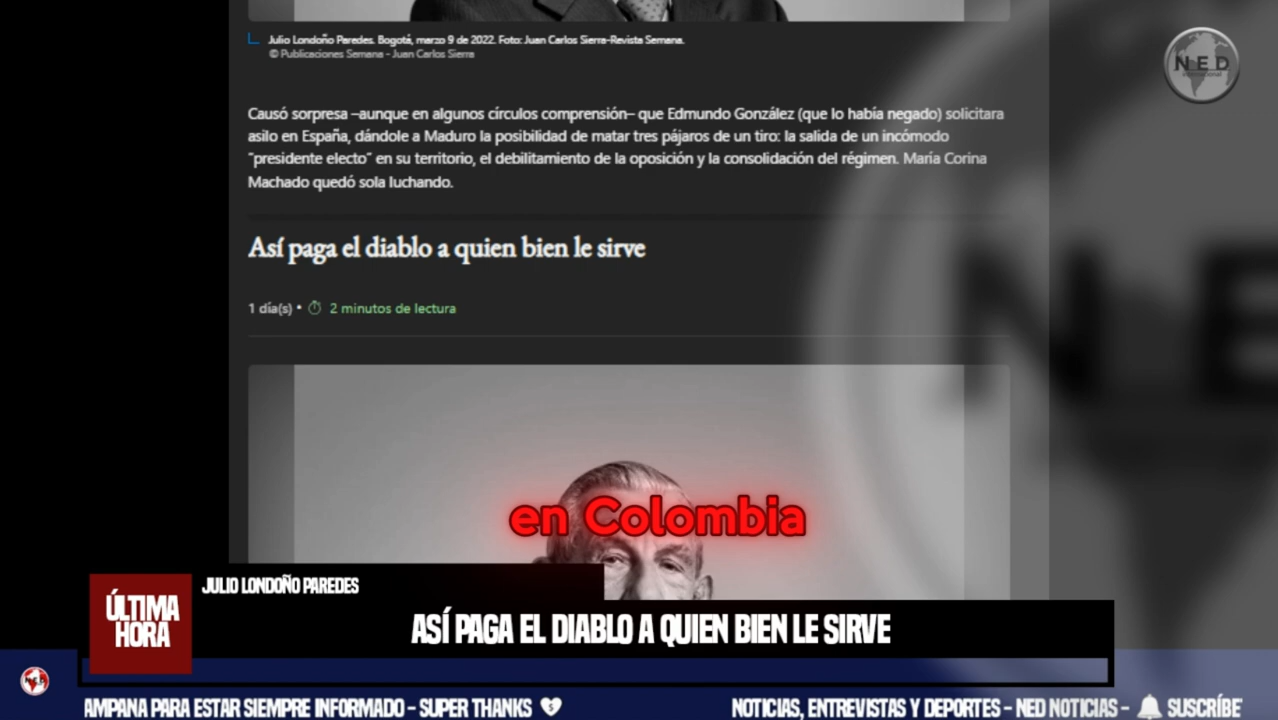 Julio Londoño Paredes. Bogotá, marzo 9 de 2022. Foto: Juan Carlos Sierra-Revista Semana.
© Publicaciones Semana - Juan Carlos Sierra
NED
international
Causó sorpresa –aunque en algunos círculos comprensión– que Edmundo González (que lo había negado) solicitara
asilo en España, dándole a Maduro la posibilidad de matar tres pájaros de un tiro: la salida de un incómodo
“presidente electo” en su territorio, el debilitamiento de la oposición y la consolidación del régimen. María Corina
Machado quedó sola luchando.
Así paga el diablo a quien bien le sirve
1 día(s) • 2 minutos de lectura
N E
en Colombia
ÚLTIMA
HORA
JULIO LONDOÑO PAREDES
ASÍ PAGA EL DIABLO A QUIEN BIEN LE SIRVE
AMPANA PARA ESTAR SIEMPRE INFORMADO - SUPER THANKS
NOTICIAS, ENTREVISTAS Y DEPORTES - NED NOTICIAS - SUSCRÍBE